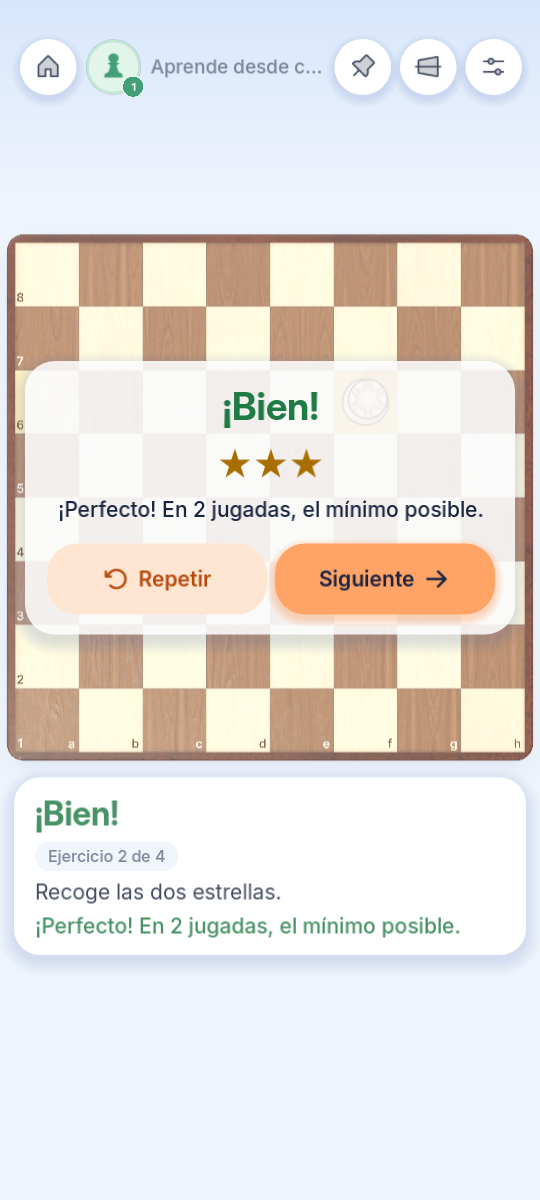 1
Aprende desde c...
8
7
6
5
4
3
2
1 a b c d e f g h
¡Bien!
¡Perfecto! En 2 jugadas, el mínimo posible.
Repetir
Siguiente
¡Bien!
Ejercicio 2 de 4
Recoge las dos estrellas.
¡Perfecto! En 2 jugadas, el mínimo posible.